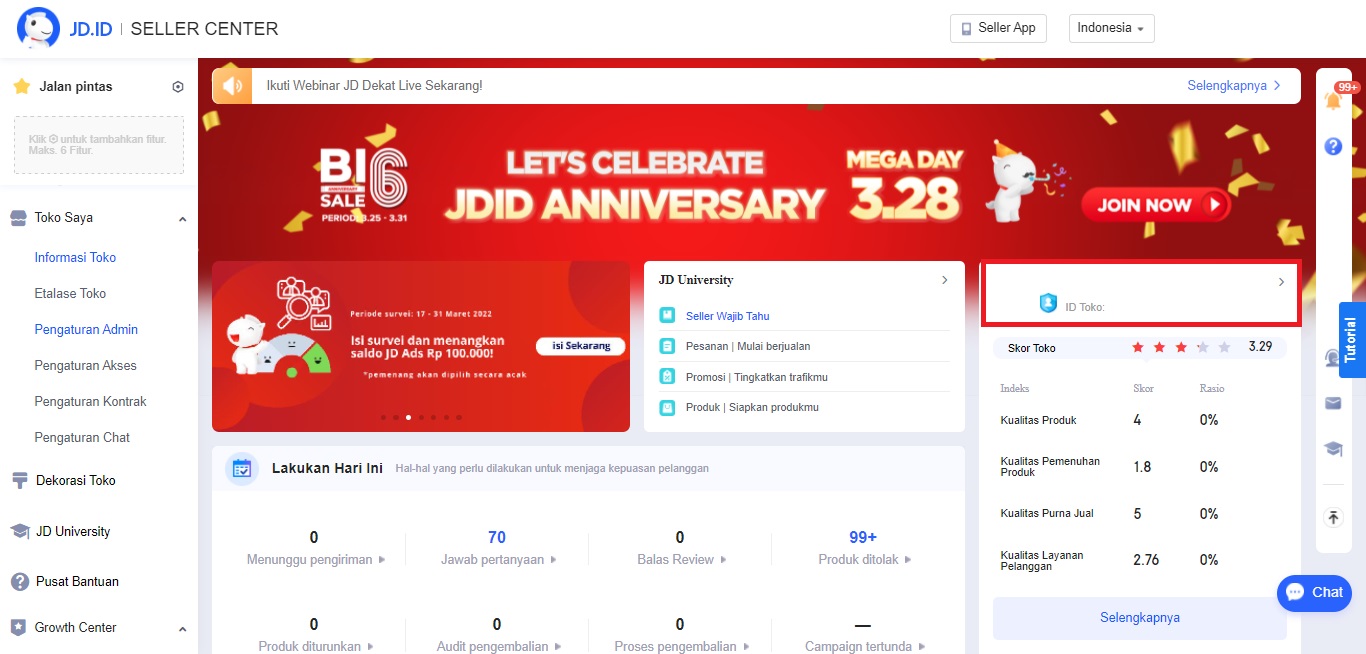 JD.ID | SELLER CENTER
Seller App
Indonesia
Jalan pintas
Klik untuk tambahkan fitur.
Maks. 6 Fitur.
Toko Saya
Informasi Toko
Etalase Toko
Pengaturan Admin
Pengaturan Akses
Pengaturan Kontrak
Pengaturan Chat
Dekorasi Toko
JD University
Pusat Bantuan
Growth Center
Ikuti Webinar JD Dekat Live Sekarang!
Selengkapnya
BI6
ANNIVERSARY
SALE
PERIODE 3.25 - 3.31
LET'S CELEBRATE
JDID ANNIVERSARY
MEGA DAY
3.28
JOIN NOW
Periode survei: 17 - 31 Maret 2022
Isi survei dan menangkan
saldo JD Ads Rp 100.000!
*pemenang akan dipilih secara acak
isi Sekarang
JD University
Seller Wajib Tahu
Pesanan | Mulai berjualan
Promosi | Tingkatkan trafikmu
Produk | Siapkan produkmu
ID Toko:
Skor Toko 3.29
Indeks Skor Rasio
Kualitas Produk 4 0%
Kualitas Pemenuhan
Produk 1.8 0%
Kualitas Purna Jual 5 0%
Kualitas Layanan
Pelanggan 2.76 0%
Selengkapnya
Lakukan Hari Ini Hal-hal yang perlu dilakukan untuk menjaga kepuasan pelanggan
0 70 0 99+
Menunggu pengiriman Jawab pertanyaan Balas Review Produk ditolak
0 0 0 —
Produk diturunkan Audit pengembalian Proses pengembalian Campaign tertunda
99+
Tutorial
Chat